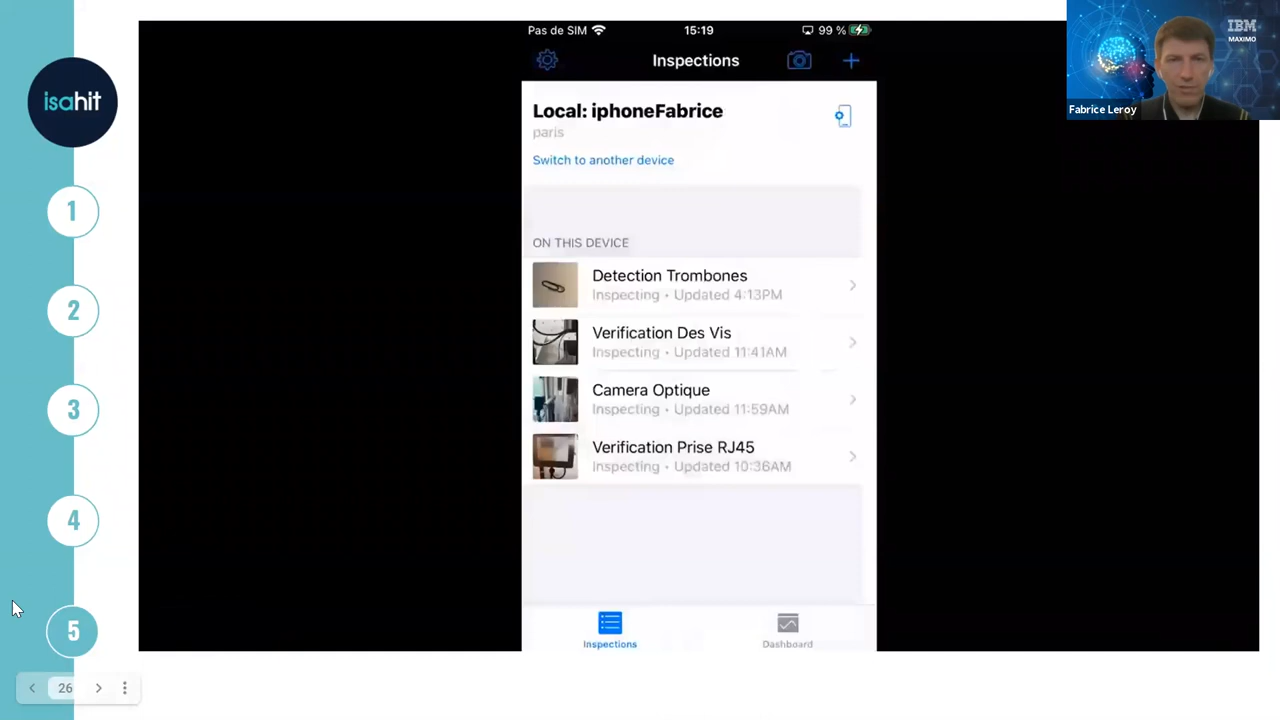 isahit
1
2
3
4
5
26
Pas de SIM 15:19 99 %
Inspections
Local: iphoneFabrice
paris
Switch to another device
ON THIS DEVICE
Detection Trombones
Inspecting • Updated 4:13PM
Verification Des Vis
Inspecting • Updated 11:41AM
Camera Optique
Inspecting • Updated 11:59AM
Verification Prise RJ45
Inspecting • Updated 10:36AM
Inspections Dashboard
IBM
MAXIMO
Fabrice Leroy